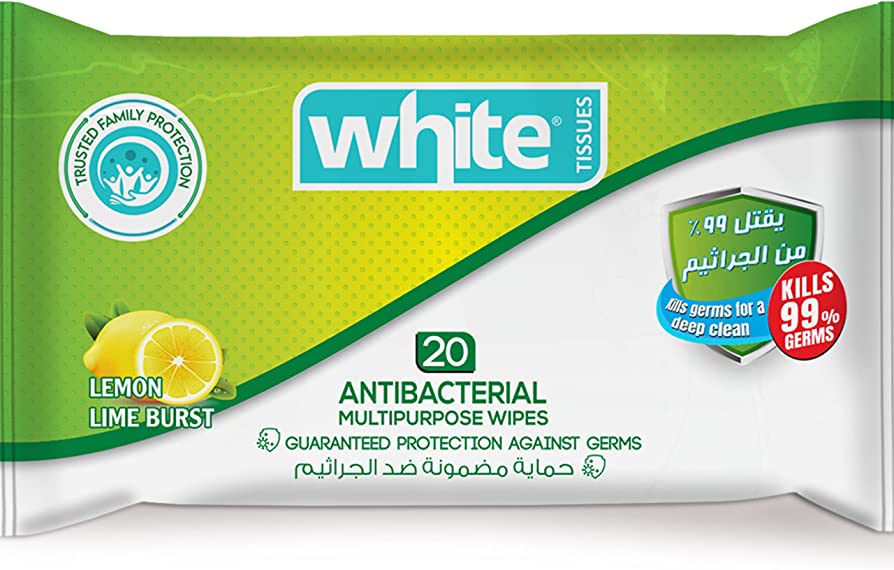 TRUSTED FAMILY PROTECTION
white®
TISSUES
يقتل ٩٩٪
من الجراثيم
Kills germs for a
deep clean
KILLS
99%
GERMS
LEMON
LIME BURST
20
ANTIBACTERIAL
MULTIPURPOSE WIPES
GUARANTEED PROTECTION AGAINST GERMS
حماية مضمونة ضد الجراثيم